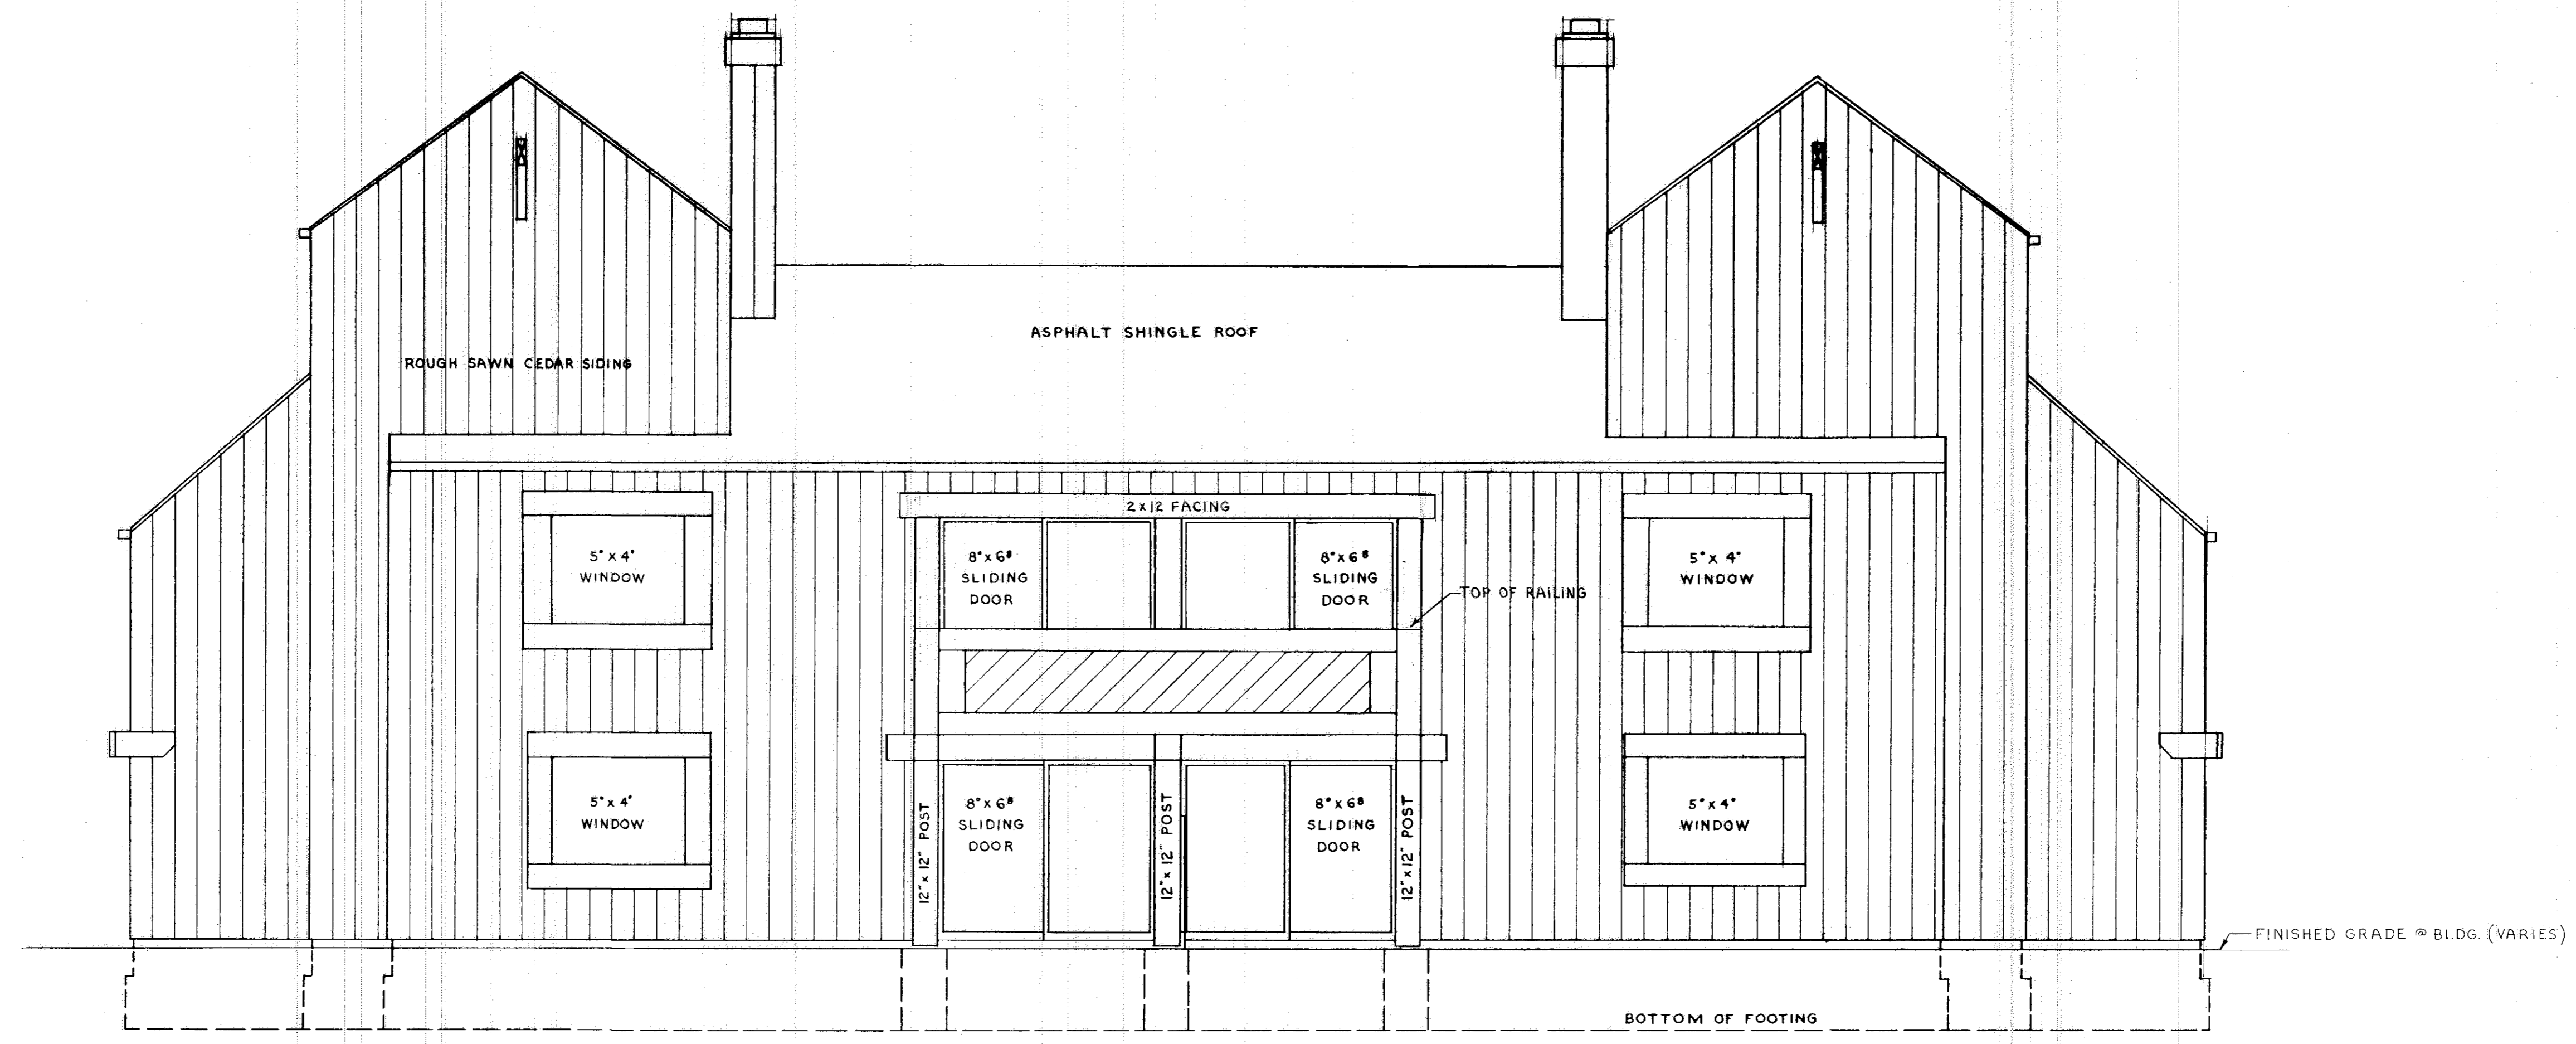 ASPHALT SHINGLE ROOF
ROUGH SAWN CEDAR SIDING
2x12 FACING
5°x 4°
WINDOW
8°x 6⁸
SLIDING
DOOR
8°x 6⁸
SLIDING
DOOR
5°x 4°
WINDOW
TOP OF RAILING
5°x 4°
WINDOW
12"x 12" POST
8°x 6⁸
SLIDING
DOOR
12"x 12" POST
8°x 6⁸
SLIDING
DOOR
12"x 12" POST
5°x 4°
WINDOW
FINISHED GRADE @ BLDG. (VARIES)
BOTTOM OF FOOTING